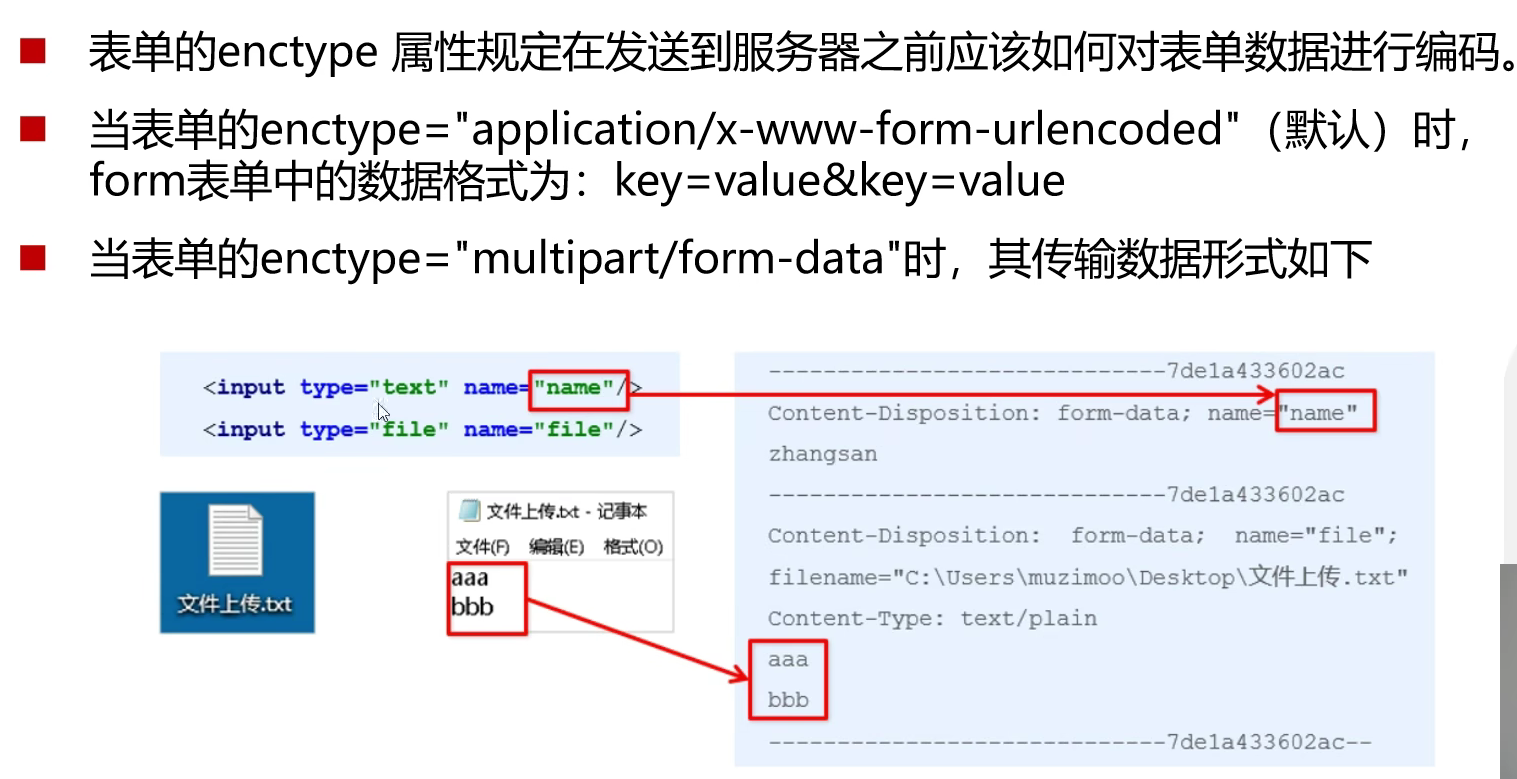 表单的enctype 属性规定在发送到服务器之前应该如何对表单数据进行编码。
当表单的enctype="application/x-www-form-urlencoded"（默认）时，
form表单中的数据格式为：key=value&key=value
当表单的enctype="multipart/form-data"时，其传输数据形式如下
<input type="text" name="name"/>
<input type="file" name="file"/>
文件上传.txt
文件上传.txt - 记事本
文件(F) 编辑(E) 格式(O)
aaa
bbb
-----------------------------7de1a433602ac
Content-Disposition: form-data; name="name"
zhangsan
-----------------------------7de1a433602ac
Content-Disposition: form-data; name="file";
filename="C:\Users\muzimoo\Desktop\文件上传.txt"
Content-Type: text/plain
aaa
bbb
-----------------------------7de1a433602ac--